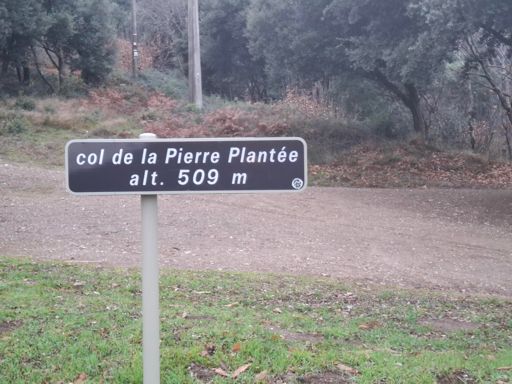 col de la Pierre Plantée
alt. 509 m